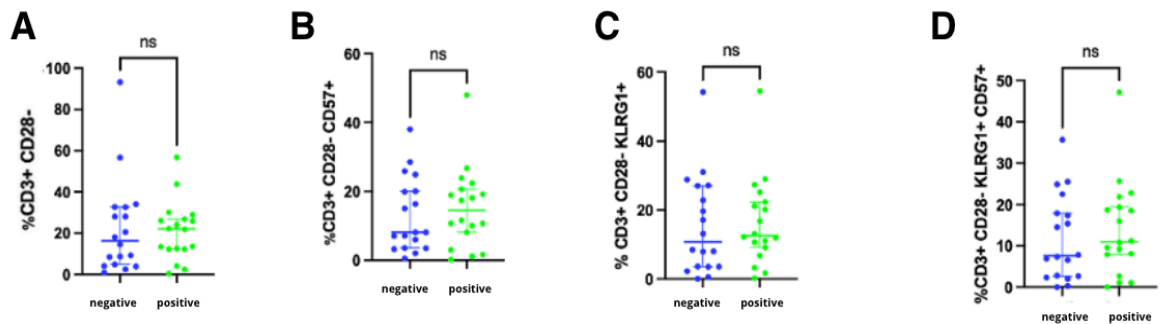 A
B
C
D
ns
ns
ns
ns
%CD3+ CD28-
100
80
60
40
20
0
negative
positive
%CD3+ CD28- CD57+
60
40
20
0
negative
positive
% CD3+ CD28- KLRG1+
60
40
20
0
negative
positive
%CD3+ CD28- KLRG1+ CD57+
50
40
30
20
10
0
negative
positive